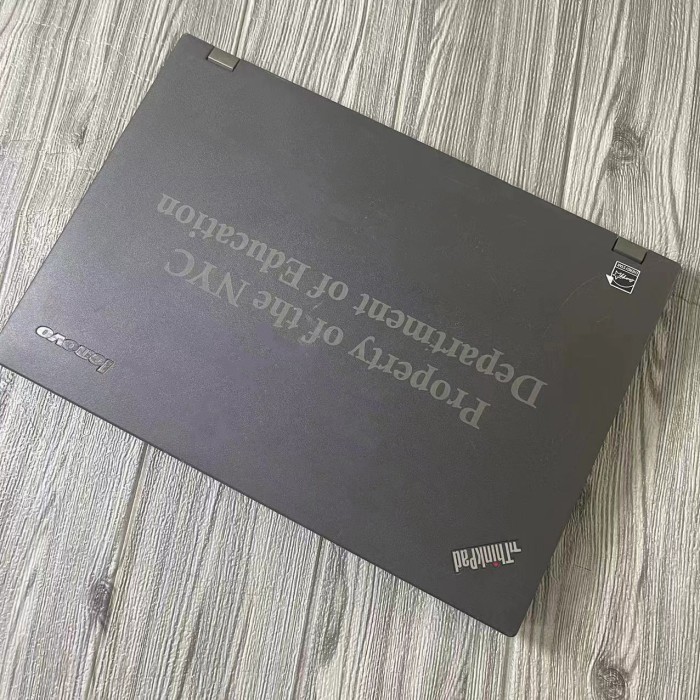 Property of the NYC
Department of Education
lenovo
ThinkPad